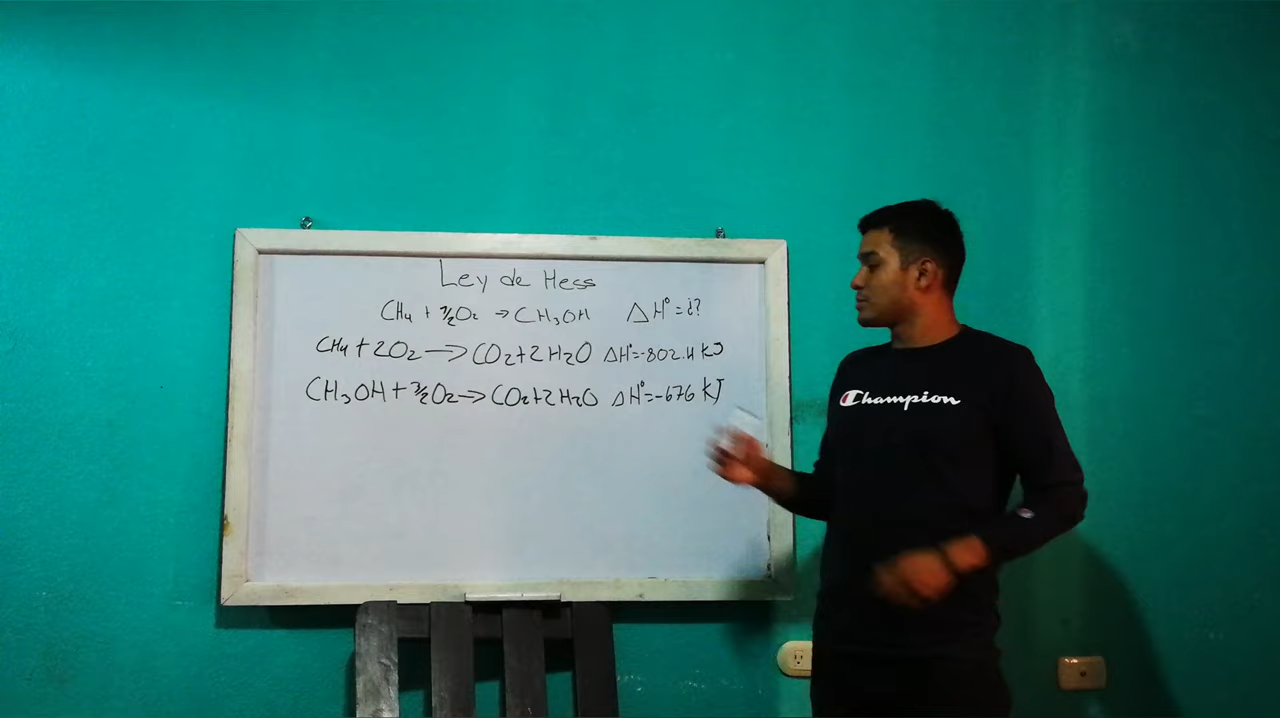 Ley de Hess
CH₄ + ½O₂ → CH₃OH ΔH° = ¿?
CH₄ + 2O₂ → CO₂ + 2H₂O ΔH° = -802.4 KJ
CH₃OH + 3/2O₂ → CO₂ + 2H₂O ΔH° = -676 KJ
Champion